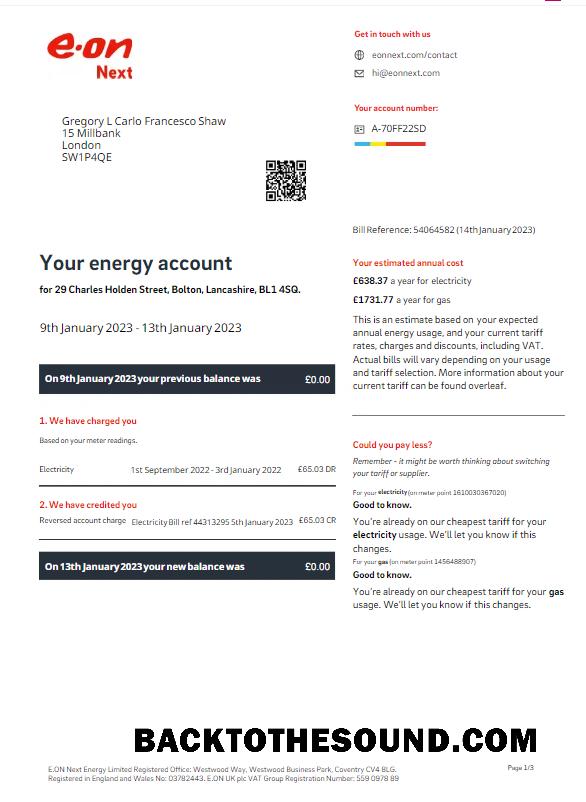 e·on
Next
Get in touch with us
eonnext.com/contact
hi@eonnext.com
Gregory L Carlo Francesco Shaw
15 Millbank
London
SW1P4QE
Your account number:
A-70FF22SD
Bill Reference: 54064582 (14th January 2023)
Your energy account
for 29 Charles Holden Street, Bolton, Lancashire, BL1 4SQ.
9th January 2023 - 13th January 2023
On 9th January 2023 your previous balance was £0.00
1. We have charged you
Based on your meter readings.
Electricity 1st September 2022 - 3rd January 2022 £65.03 DR
2. We have credited you
Reversed account charge Electricity Bill ref 44313295 5th January 2023 £65.03 CR
On 13th January 2023 your new balance was £0.00
Your estimated annual cost
£638.37 a year for electricity
£1731.77 a year for gas
This is an estimate based on your expected
annual energy usage, and your current tariff
rates, charges and discounts, including VAT.
Actual bills will vary depending on your usage
and tariff selection. More information about your
current tariff can be found overleaf.
Could you pay less?
Remember - it might be worth thinking about switching
your tariff or supplier.
For your electricity (on meter point 1610030367020)
Good to know.
You're already on our cheapest tariff for your
electricity usage. We'll let you know if this
changes.
For your gas (on meter point 1456488907)
Good to know.
You're already on our cheapest tariff for your gas
usage. We'll let you know if this changes.
BACKTOTHESOUND.COM
E.ON Next Energy Limited Registered Office: Westwood Way, Westwood Business Park, Coventry CV4 8LG.
Registered in England and Wales No: 03782443. E.ON UK plc VAT Group Registration Number: 559 0978 89
Page 1/3